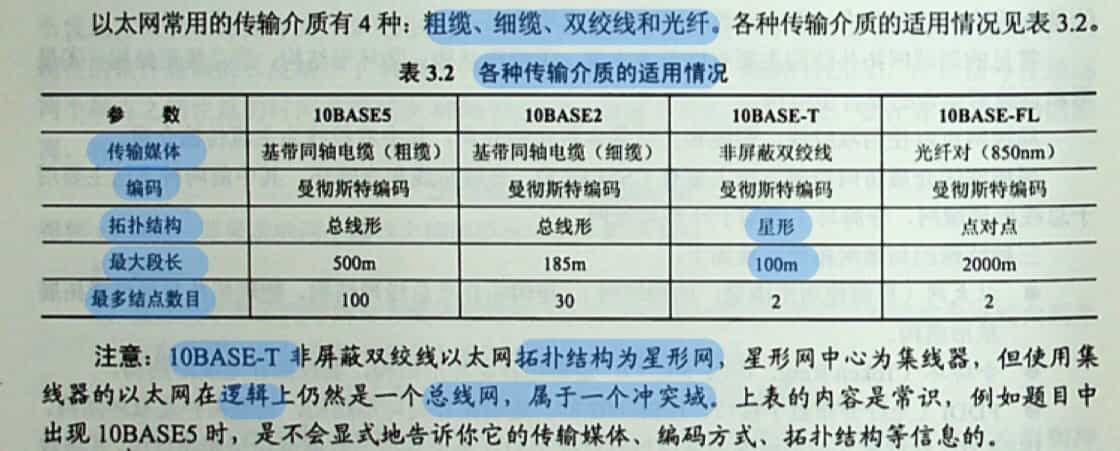 以太网常用的传输介质有 4 种：粗缆、细缆、双绞线和光纤。各种传输介质的适用情况见表 3.2。
表 3.2 各种传输介质的适用情况
参 数 10BASE5 10BASE2 10BASE-T 10BASE-FL
传输媒体 基带同轴电缆（粗缆） 基带同轴电缆（细缆） 非屏蔽双绞线 光纤对（850nm）
编码 曼彻斯特编码 曼彻斯特编码 曼彻斯特编码 曼彻斯特编码
拓扑结构 总线形 总线形 星形 点对点
最大段长 500m 185m 100m 2000m
最多结点数目 100 30 2 2
注意：10BASE-T 非屏蔽双绞线以太网拓扑结构为星形网，星形网中心为集线器，但使用集
线器的以太网在逻辑上仍然是一个总线网，属于一个冲突域。上表的内容是常识，例如题目中
出现 10BASE5 时，是不会显式地告诉你它的传输媒体、编码方式、拓扑结构等信息的。